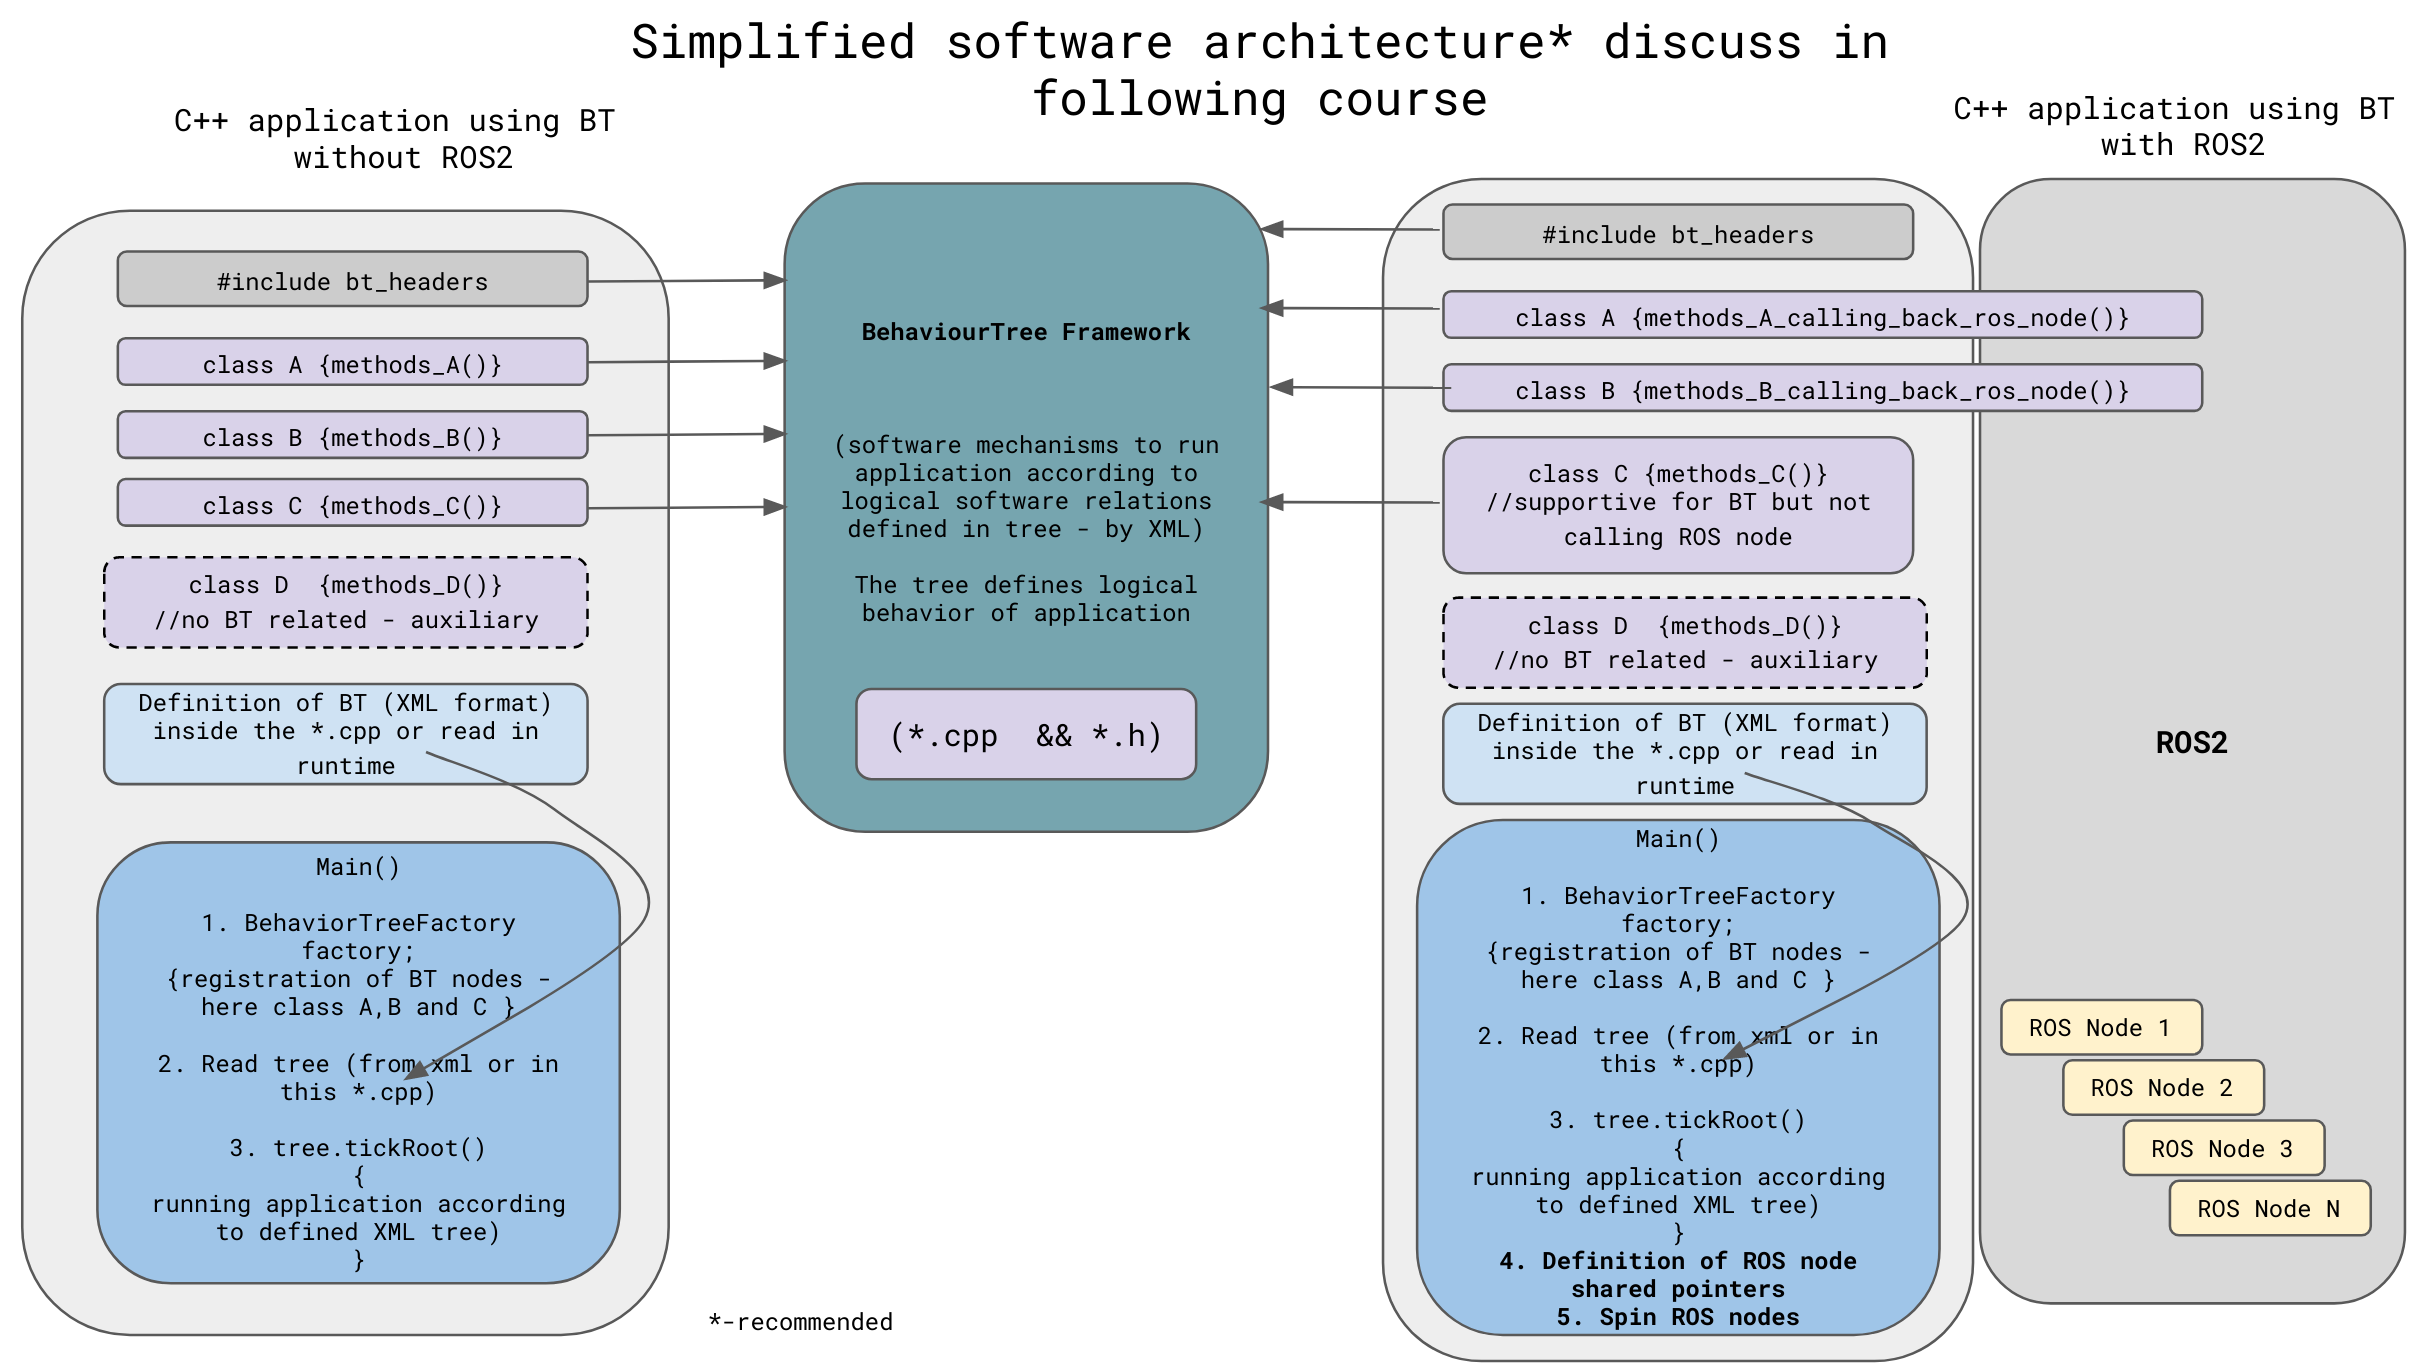 Simplified software architecture* discuss in
following course
C++ application using BT
without ROS2
#include bt_headers
class A {methods_A()}
class B {methods_B()}
class C {methods_C()}
class D  {methods_D()}
//no BT related - auxiliary
Definition of BT (XML format)
inside the *.cpp or read in
runtime
Main()
1. BehaviorTreeFactory
factory;
{registration of BT nodes -
here class A,B and C }
2. Read tree (from xml or in
this *.cpp)
3. tree.tickRoot()
{
running application according
to defined XML tree)
}
BehaviourTree Framework
(software mechanisms to run
application according to
logical software relations
defined in tree - by XML)
The tree defines logical
behavior of application
(*.cpp  && *.h)
*-recommended
C++ application using BT
with ROS2
#include bt_headers
class A {methods_A_calling_back_ros_node()}
class B {methods_B_calling_back_ros_node()}
class C {methods_C()}
//supportive for BT but not
calling ROS node
class D  {methods_D()}
//no BT related - auxiliary
Definition of BT (XML format)
inside the *.cpp or read in
runtime
Main()
1. BehaviorTreeFactory
factory;
{registration of BT nodes -
here class A,B and C }
2. Read tree (from xml or in
this *.cpp)
3. tree.tickRoot()
{
running application according
to defined XML tree)
}
4. Definition of ROS node
shared pointers
5. Spin ROS nodes
ROS2
ROS Node 1
ROS Node 2
ROS Node 3
ROS Node N